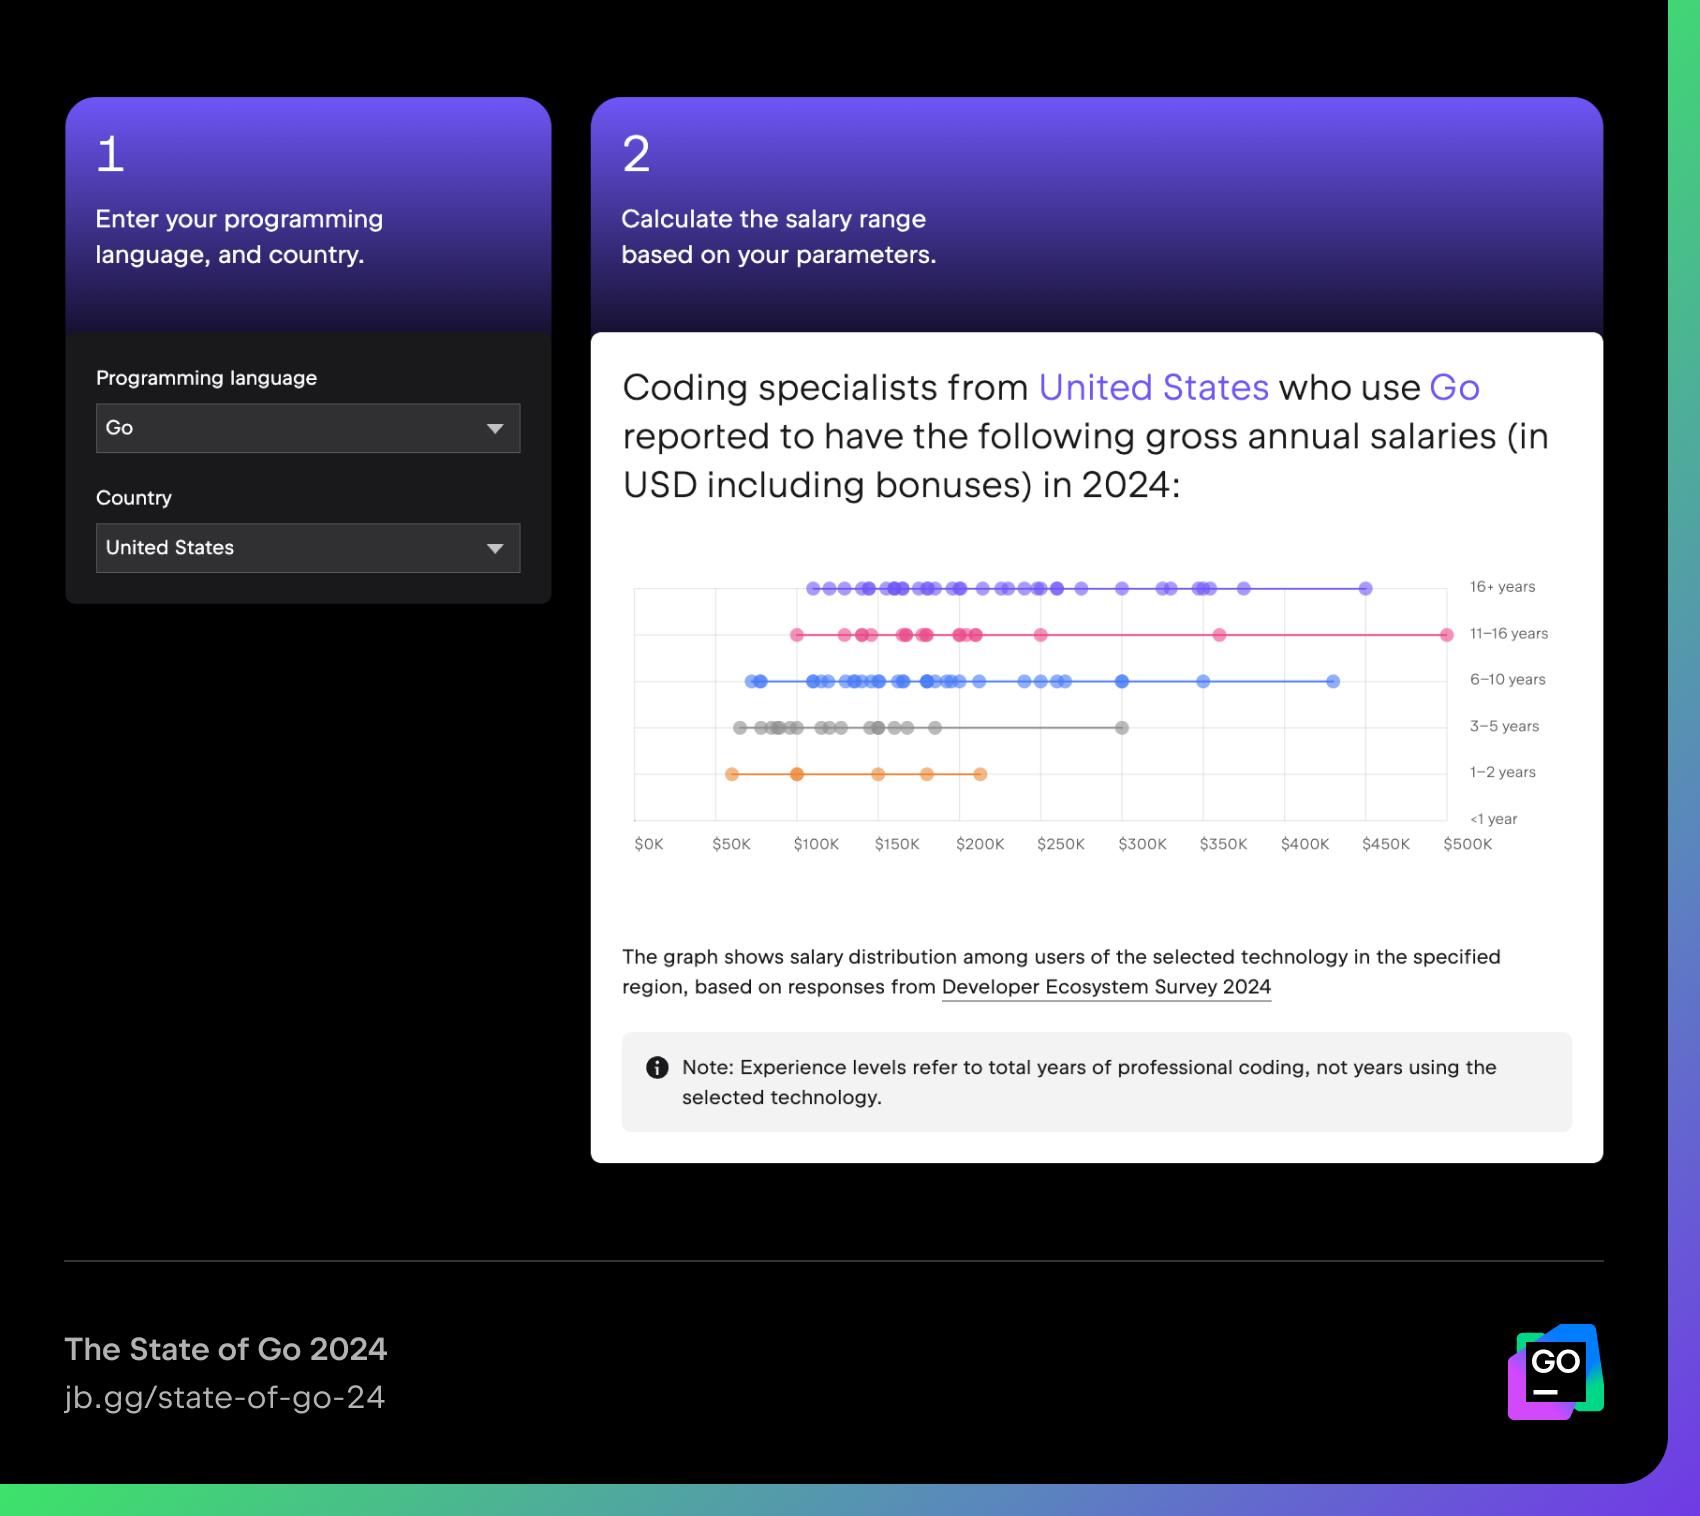 1
Enter your programming
language, and country.
Programming language
Go
Country
United States
2
Calculate the salary range
based on your parameters.
Coding specialists from United States who use Go
reported to have the following gross annual salaries (in
USD including bonuses) in 2024:
16+ years
11–16 years
6–10 years
3–5 years
1–2 years
<1 year
$0K $50K $100K $150K $200K $250K $300K $350K $400K $450K $500K
The graph shows salary distribution among users of the selected technology in the specified
region, based on responses from Developer Ecosystem Survey 2024
Note: Experience levels refer to total years of professional coding, not years using the
selected technology.
The State of Go 2024
jb.gg/state-of-go-24
GO